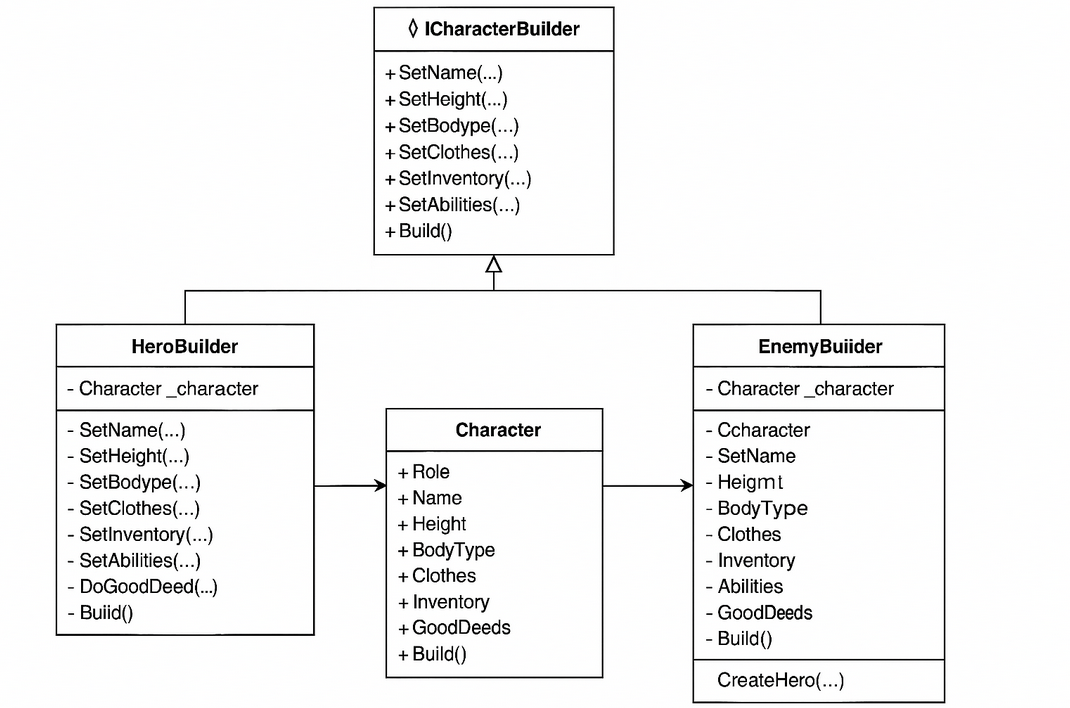 ◊ ICharacterBuilder
+ SetName(...)
+ SetHeight(...)
+ SetBodype(...)
+ SetClothes(...)
+ SetInventory(...)
+ SetAbilities(...)
+ Build()
HeroBuilder
- Character _character
- SetName(...)
- SetHeight(...)
- SetBodype(...)
- SetClothes(...)
- SetInventory(...)
- SetAbilities(...)
- DoGoodDeed(...)
- Buiid()
Character
+ Role
+ Name
+ Height
+ BodyType
+ Clothes
+ Inventory
+ GoodDeeds
+ Build()
EnemyBuiider
- Character _character
- Ccharacter
- SetName
- Heigmt
- BodyType
- Clothes
- Inventory
- Abilities
- GoodDeeds
- Build()
CreateHero(...)